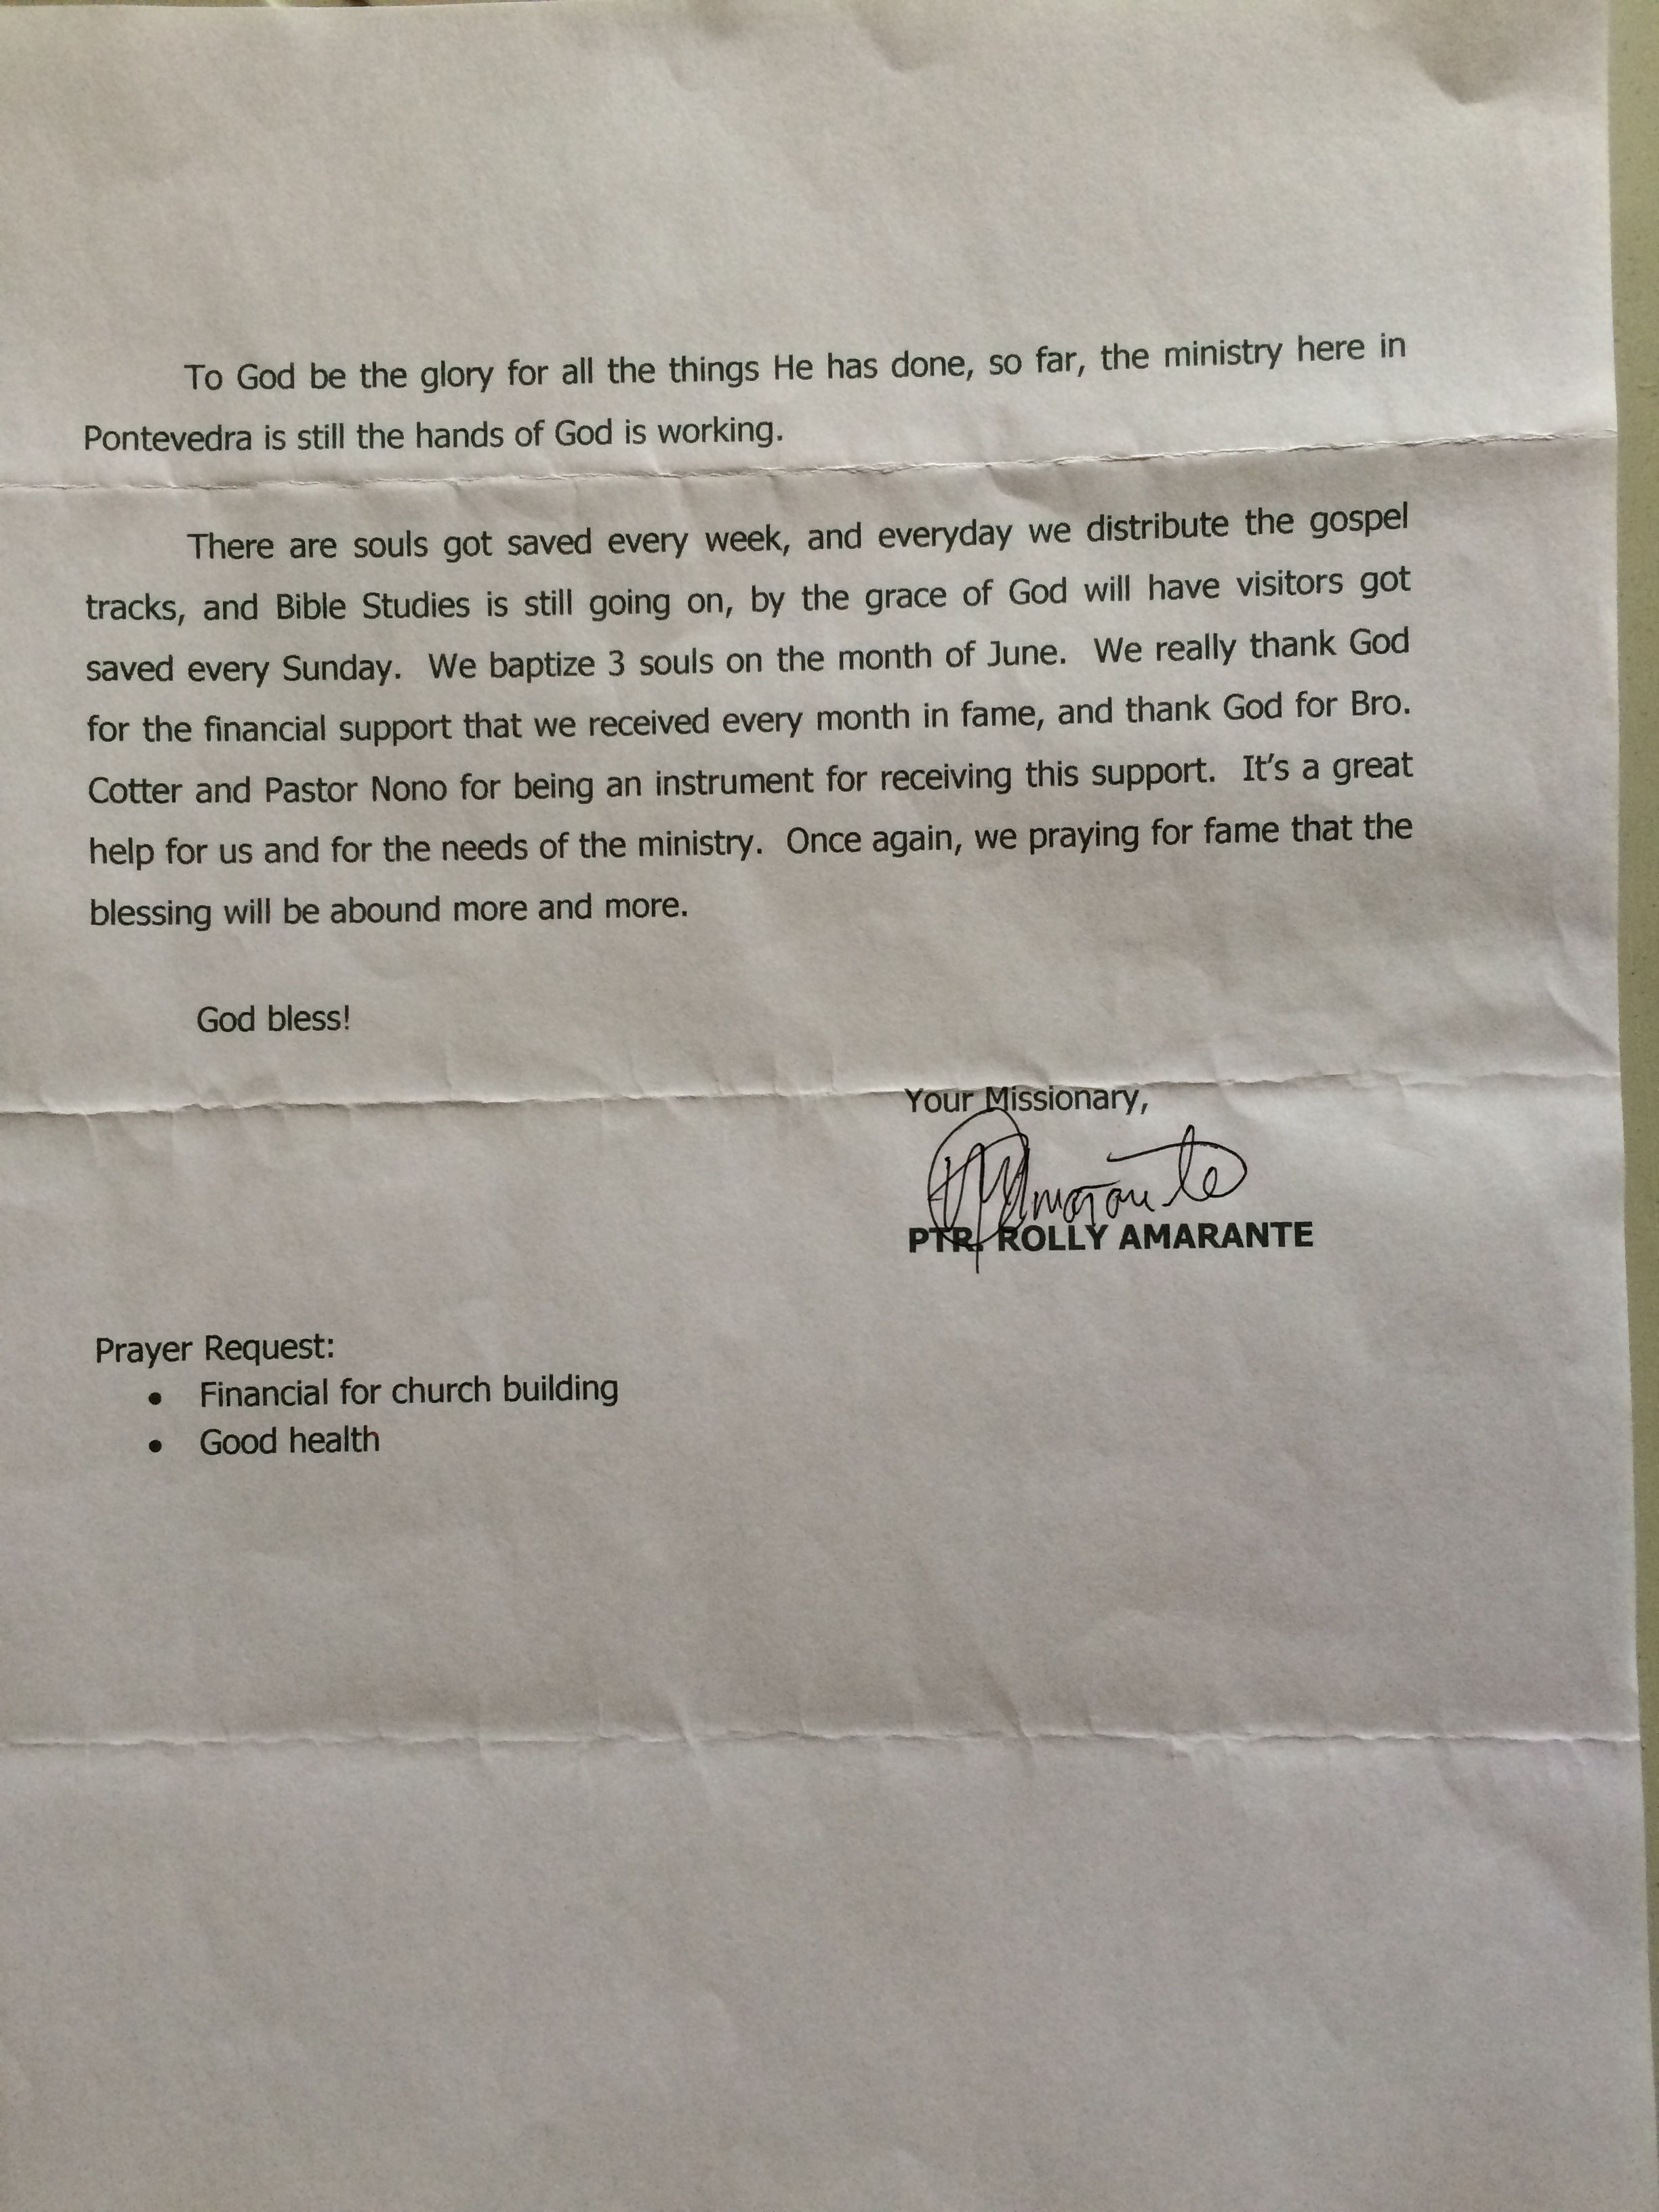 To God be the glory for all the things He has done, so far, the ministry here in
Pontevedra is still the hands of God is working.
There are souls got saved every week, and everyday we distribute the gospel
tracks, and Bible Studies is still going on, by the grace of God will have visitors got
saved every Sunday. We baptize 3 souls on the month of June. We really thank God
for the financial support that we received every month in fame, and thank God for Bro.
Cotter and Pastor Nono for being an instrument for receiving this support. It's a great
help for us and for the needs of the ministry. Once again, we praying for fame that the
blessing will be abound more and more.
God bless!
Your Missionary,
Amarante
PTR. ROLLY AMARANTE
Prayer Request:
• Financial for church building
• Good health